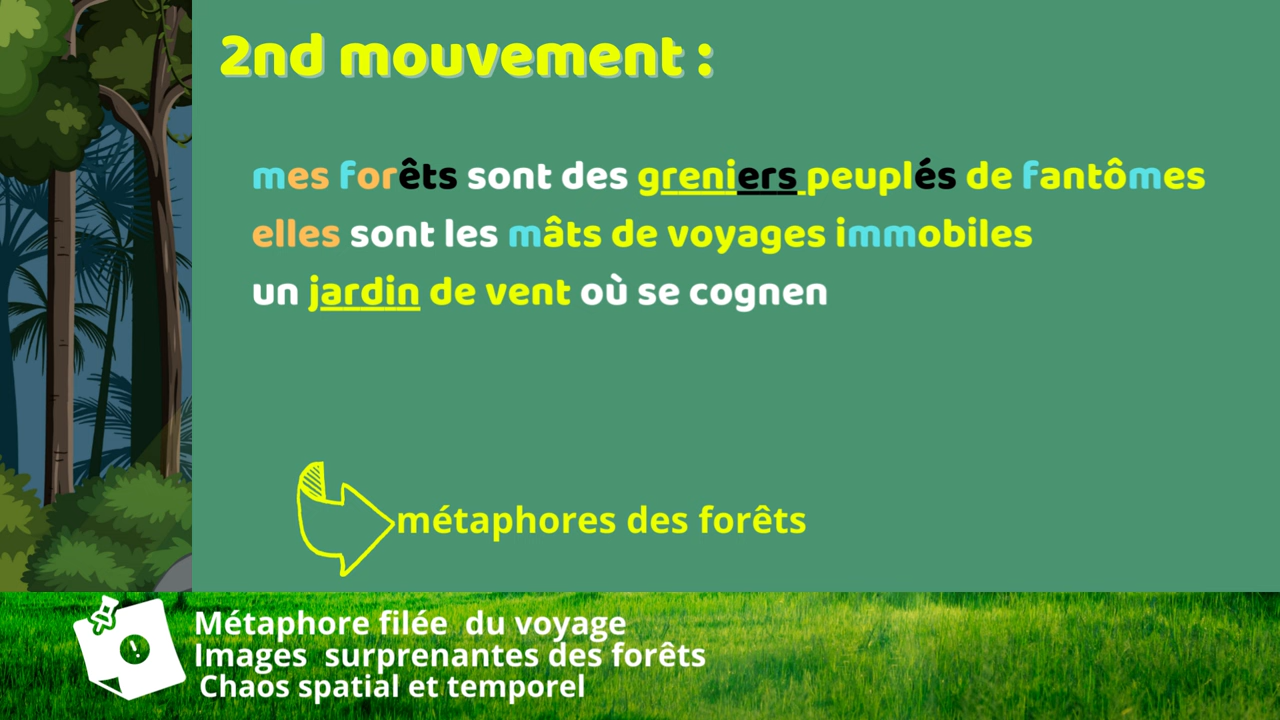 2nd mouvement :
mes forêts sont des greniers peuplés de fantômes
elles sont les mâts de voyages immobiles
un jardin de vent où se cognen
métaphores des forêts
Métaphore filée du voyage
Images surprenantes des forêts
Chaos spatial et temporel